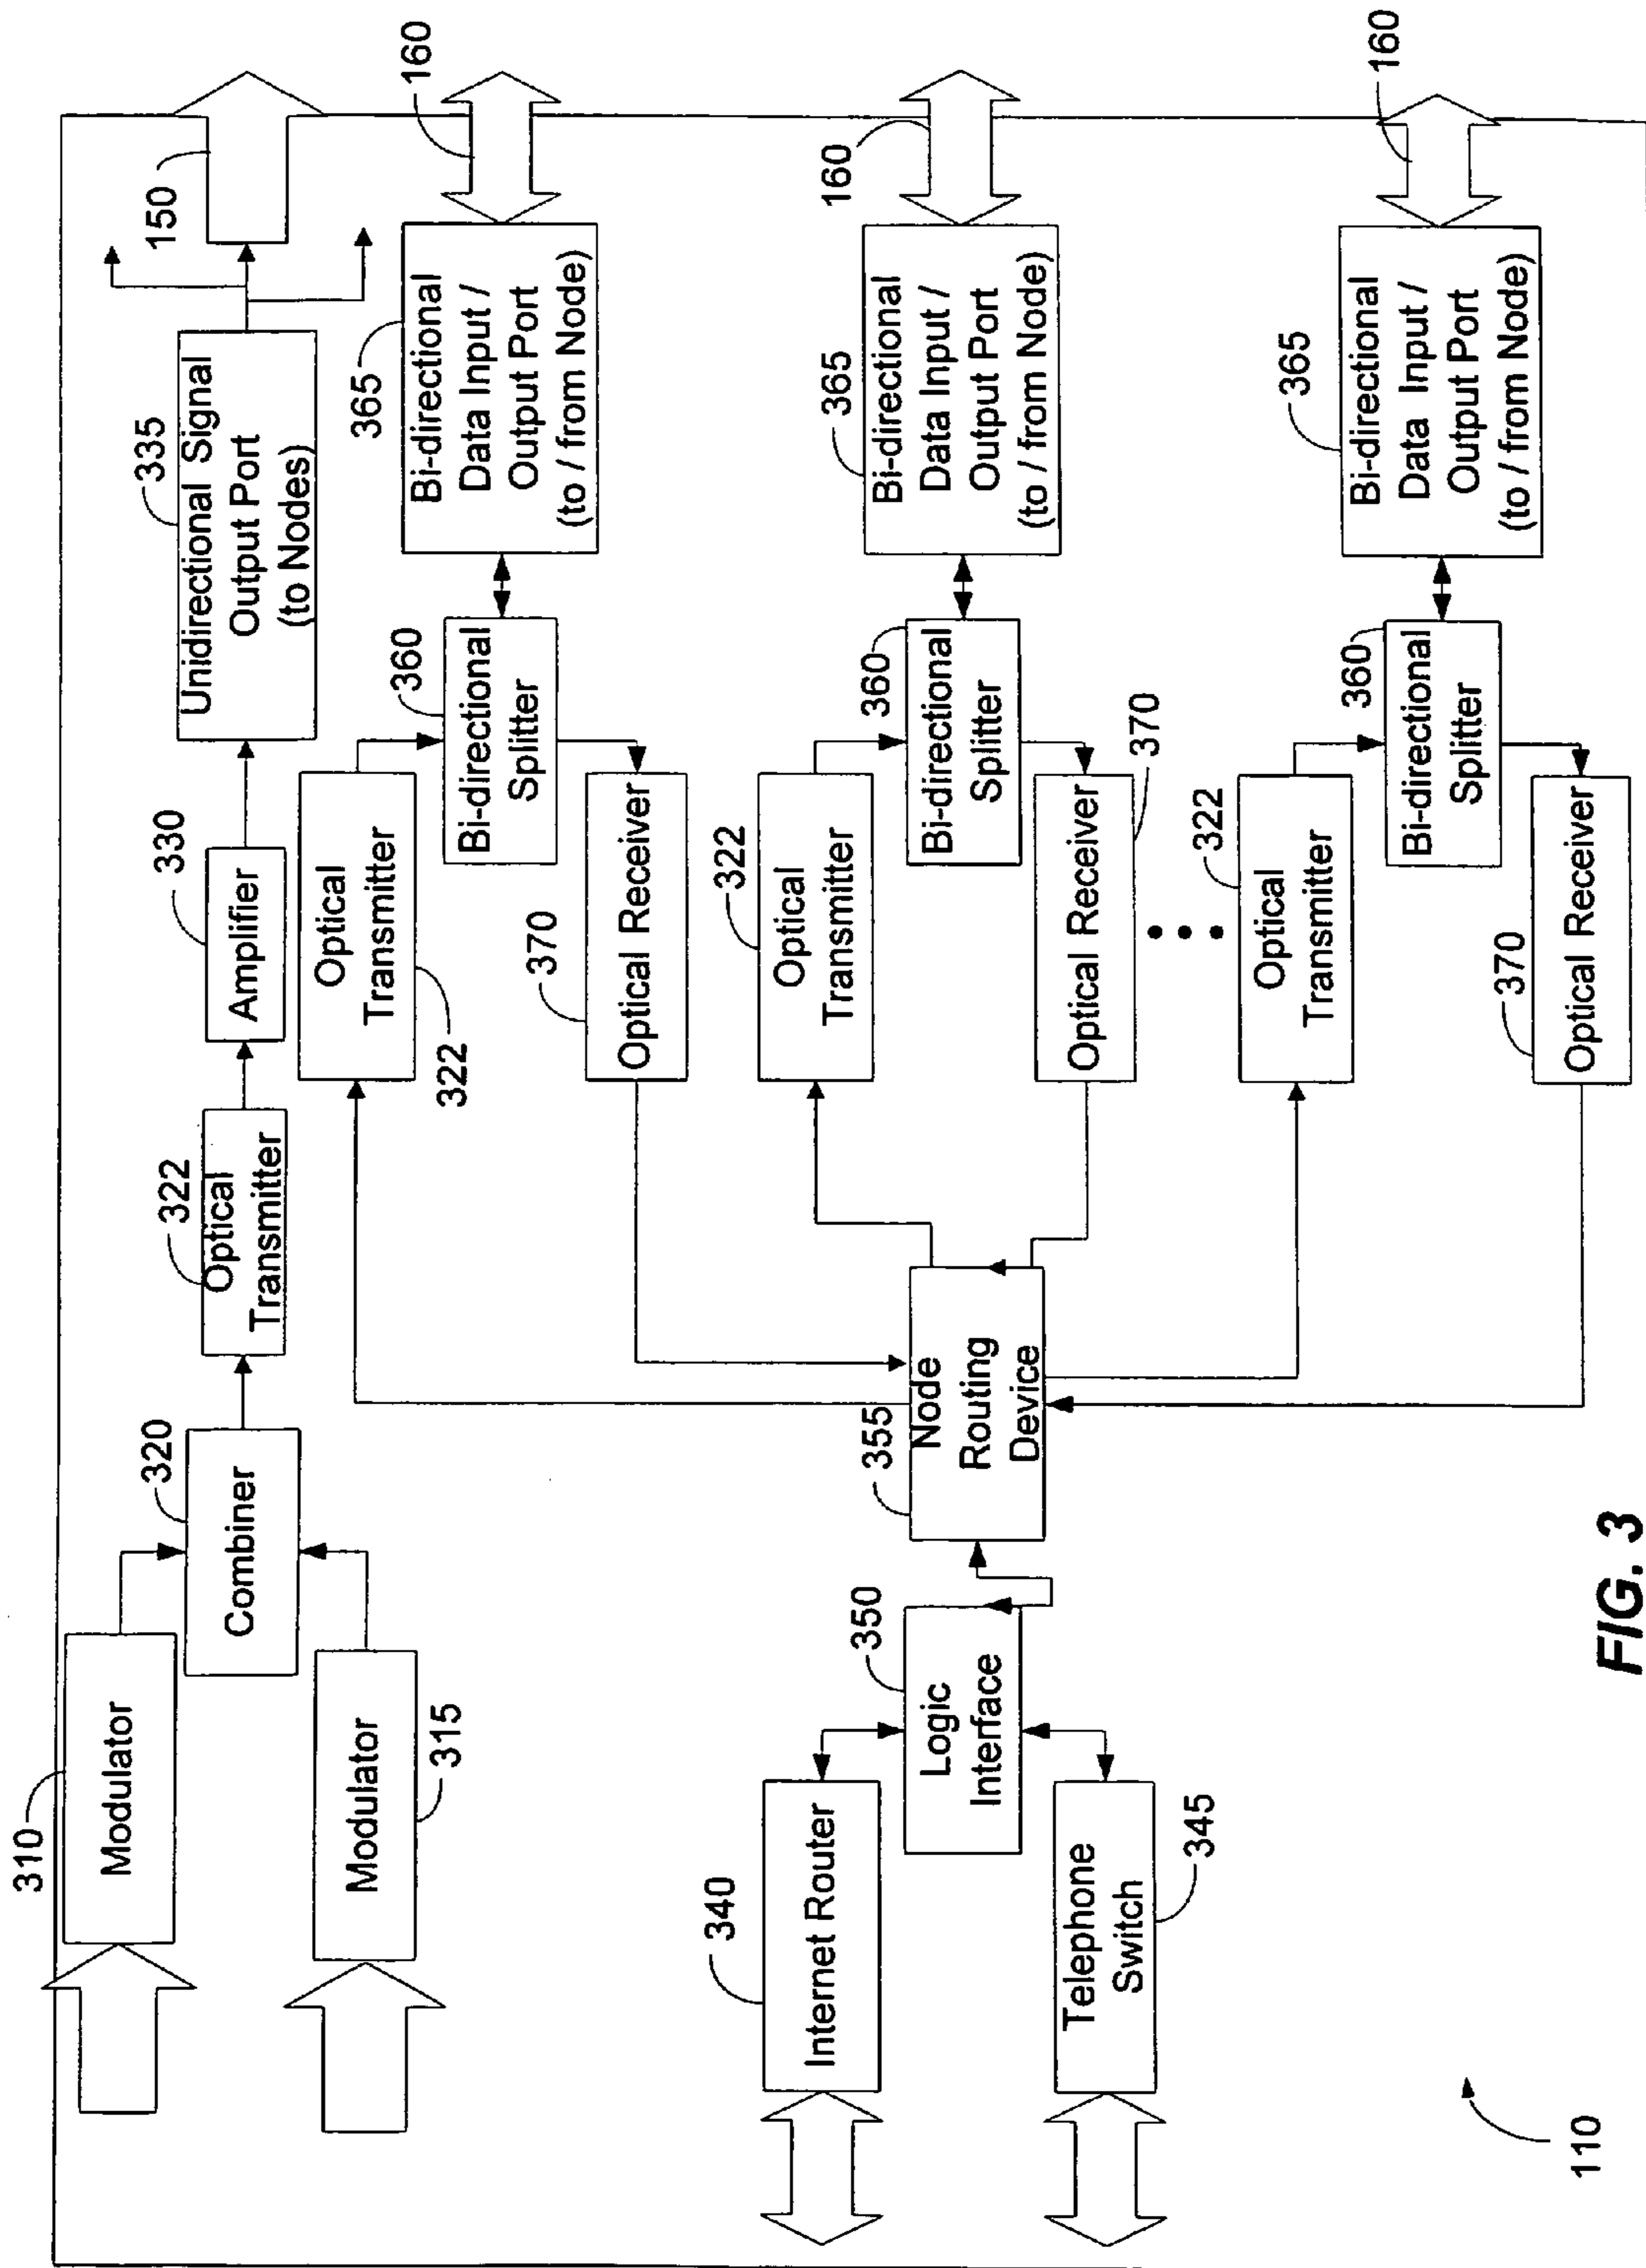 310
Modulator
Modulator
315
320
Combiner
322
Optical
Transmitter
330
Amplifier
335
Unidirectional Signal
Output Port
(to Nodes)
150
160
Optical
Transmitter
322
360
Bi-directional
Splitter
365
Bi-directional
Data Input /
Output Port
(to / from Node)
370
Optical Receiver
340
Internet Router
Telephone
Switch
345
350
Logic
Interface
355
Node
Routing
Device
322
Optical
Transmitter
360
Bi-directional
Splitter
365
Bi-directional
Data Input /
Output Port
(to / from Node)
160
Optical Receiver
370
322
Optical
Transmitter
360
Bi-directional
Splitter
Bi-directional
Data Input /
Output Port
(to / from Node)
365
160
370
Optical Receiver
110
FIG. 3